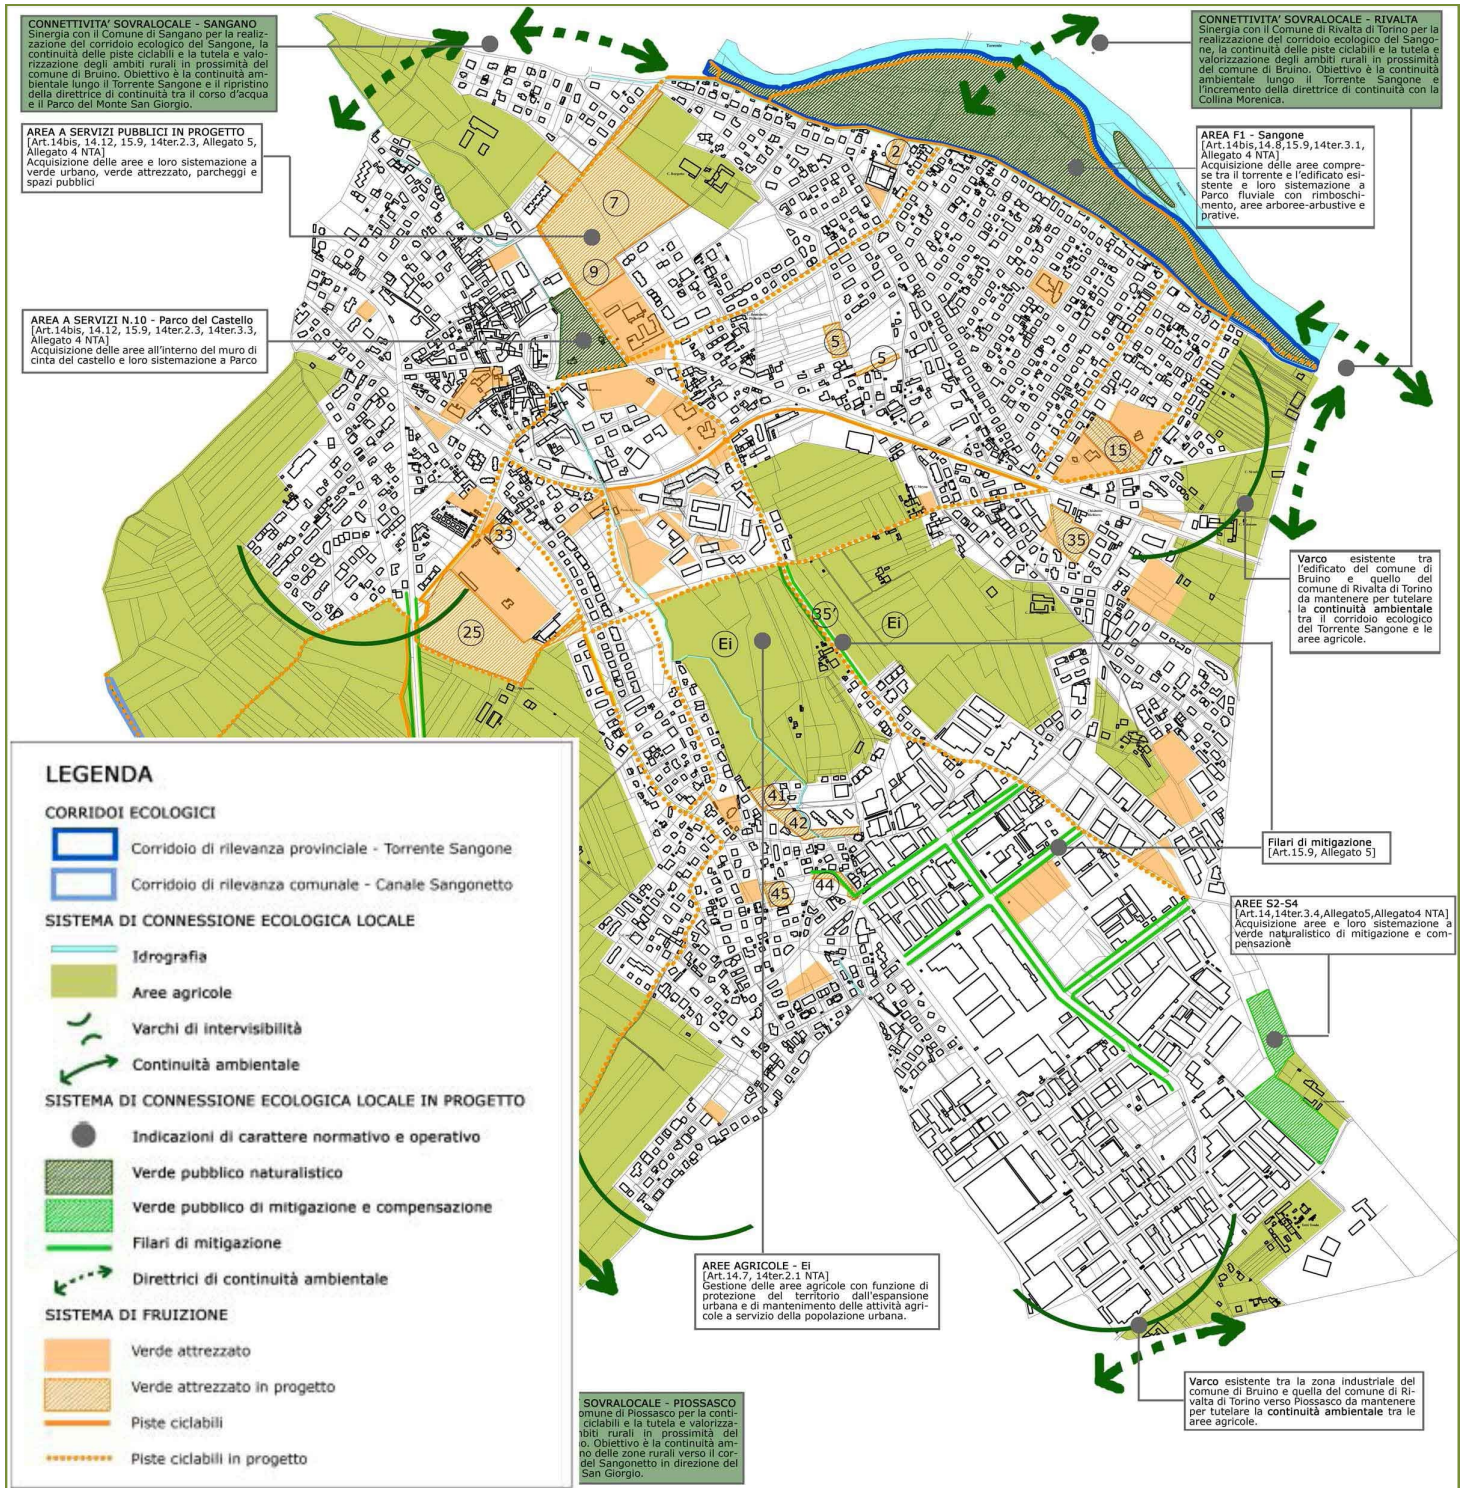 CONNETTIVITA' SOVRALOCALE - SANGANO
Sinergia con il Comune di Sangano per la realiz-
zazione del corridoio ecologico del Sangone, la
continuità delle piste ciclabili e la tutela e valo-
rizzazione degli ambiti rurali in prossimità del
comune di Bruino. Obiettivo è la continuità am-
bientale lungo il Torrente Sangone e il ripristino
della direttrice di continuità tra il corso d'acqua
e il Parco del Monte San Giorgio.
CONNETTIVITA' SOVRALOCALE - RIVALTA
Sinergia con il Comune di Rivalta di Torino per la
realizzazione del corridoio ecologico del Sango-
ne, la continuità delle piste ciclabili e la tutela e
valorizzazione degli ambiti rurali in prossimità
del comune di Bruino. Obiettivo è la continuità
ambientale lungo il Torrente Sangone e
l'incremento della direttrice di continuità con la
Collina Morenica.
AREA A SERVIZI PUBBLICI IN PROGETTO
[Art.14bis, 14.12, 15.9, 14ter.2.3, Allegato 5,
Allegato 4 NTA]
Acquisizione delle aree e loro sistemazione a
verde urbano, verde attrezzato, parcheggi e
spazi pubblici
AREA F1 - Sangone
[Art.14bis,14.8,15.9,14ter.3.1,
Allegato 4 NTA]
Acquisizione delle aree compre-
se tra il torrente e l'edificato esi-
stente e loro sistemazione a
Parco fluviale con rimboschi-
mento, aree arboree-arbustive e
prative.
2
7
9
AREA A SERVIZI N.10 - Parco del Castello
[Art.14bis, 14.12, 15.9, 14ter.2.3, 14ter.3.3,
Allegato 4 NTA]
Acquisizione delle aree all'interno del muro di
cinta del castello e loro sistemazione a Parco
5
5
15
33
35
Varco esistente tra
l'edificato del comune di
Bruino e quello del
comune di Rivalta di Torino
da mantenere per tutelare
la continuità ambientale
tra il corridoio ecologico
del Torrente Sangone e le
aree agricole.
25
Ei
35'
Ei
41
42
44
45
Filari di mitigazione
[Art.15.9, Allegato 5]
AREE S2-S4
[Art.14,14ter.3.4,Allegato5,Allegato4 NTA]
Acquisizione aree e loro sistemazione a
verde naturalistico di mitigazione e com-
pensazione
LEGENDA
CORRIDOI ECOLOGICI
Corridoio di rilevanza provinciale - Torrente Sangone
Corridoio di rilevanza comunale - Canale Sangonetto
SISTEMA DI CONNESSIONE ECOLOGICA LOCALE
Idrografia
Aree agricole
Varchi di intervisibilità
Continuità ambientale
SISTEMA DI CONNESSIONE ECOLOGICA LOCALE IN PROGETTO
Indicazioni di carattere normativo e operativo
Verde pubblico naturalistico
Verde pubblico di mitigazione e compensazione
Filari di mitigazione
Direttrici di continuità ambientale
SISTEMA DI FRUIZIONE
Verde attrezzato
Verde attrezzato in progetto
Piste ciclabili
Piste ciclabili in progetto
AREE AGRICOLE - Ei
[Art.14.7, 14ter.2.1 NTA]
Gestione delle aree agricole con funzione di
protezione del territorio dall'espansione
urbana e di mantenimento delle attività agri-
cole a servizio della popolazione urbana.
SOVRALOCALE - PIOSSASCO
omune di Piossasco per la conti-
ciclabili e la tutela e valorizza-
biti rurali in prossimità del
o. Obiettivo è la continuità am-
no delle zone rurali verso il cor-
del Sangonetto in direzione del
San Giorgio.
Varco esistente tra la zona industriale del
comune di Bruino e quella del comune di Ri-
valta di Torino verso Piossasco da mantenere
per tutelare la continuità ambientale tra le
aree agricole.